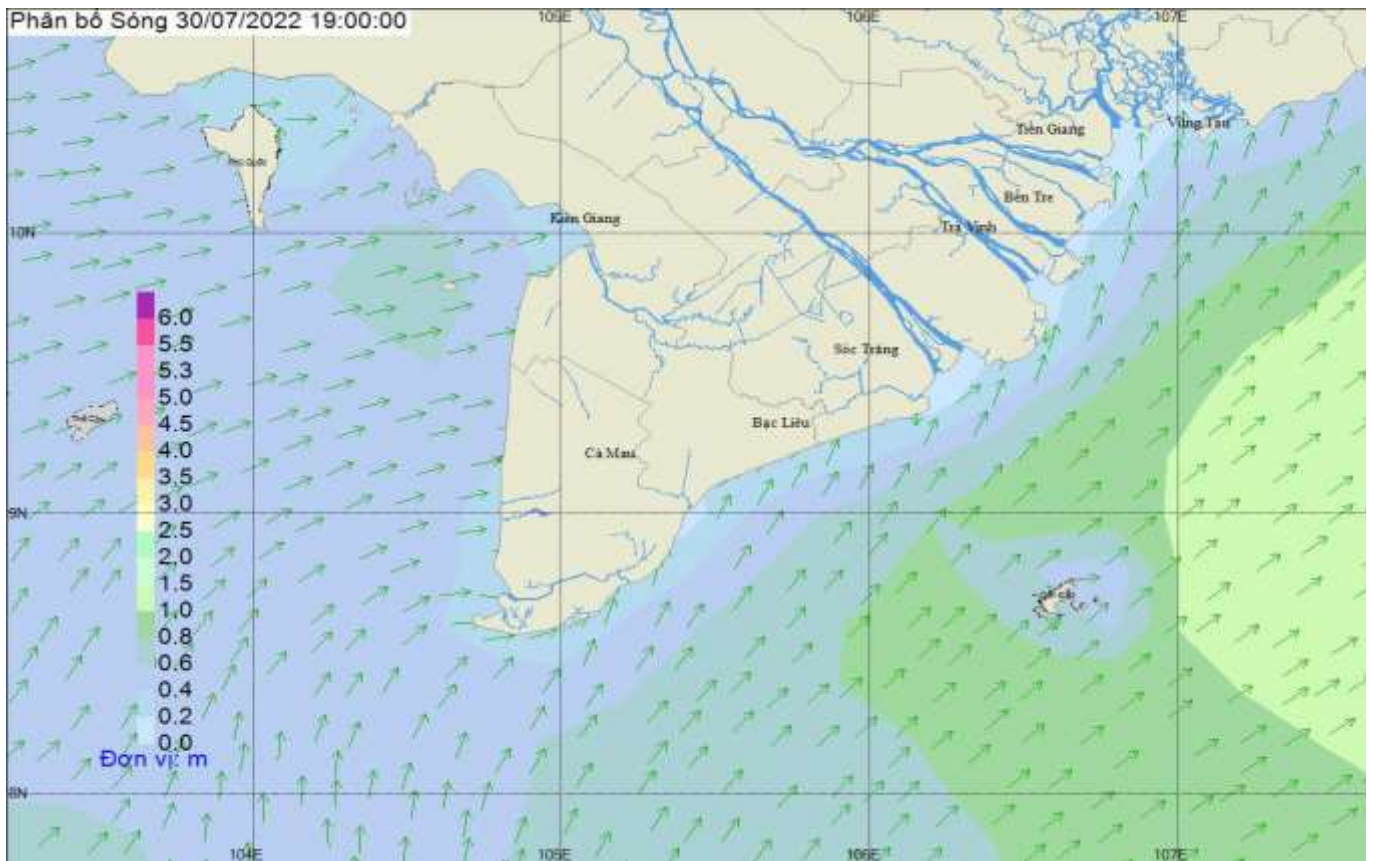 Phân bố Sóng 30/07/2022 19:00:00
105E
106E
107E
Tiền Giang
Vũng Tàu
Bến Tre
Kiên Giang
Trà Vinh
10N
6.0
5.5
5.3
5.0
4.5
4.0
3.5
3.0
2.5
2.0
1.5
1.0
0.8
0.6
0.4
0.2
0.0
Đơn vị: m
Sóc Trăng
Bạc Liêu
Cà Mau
9N
8N
104E
105E
106E
107E